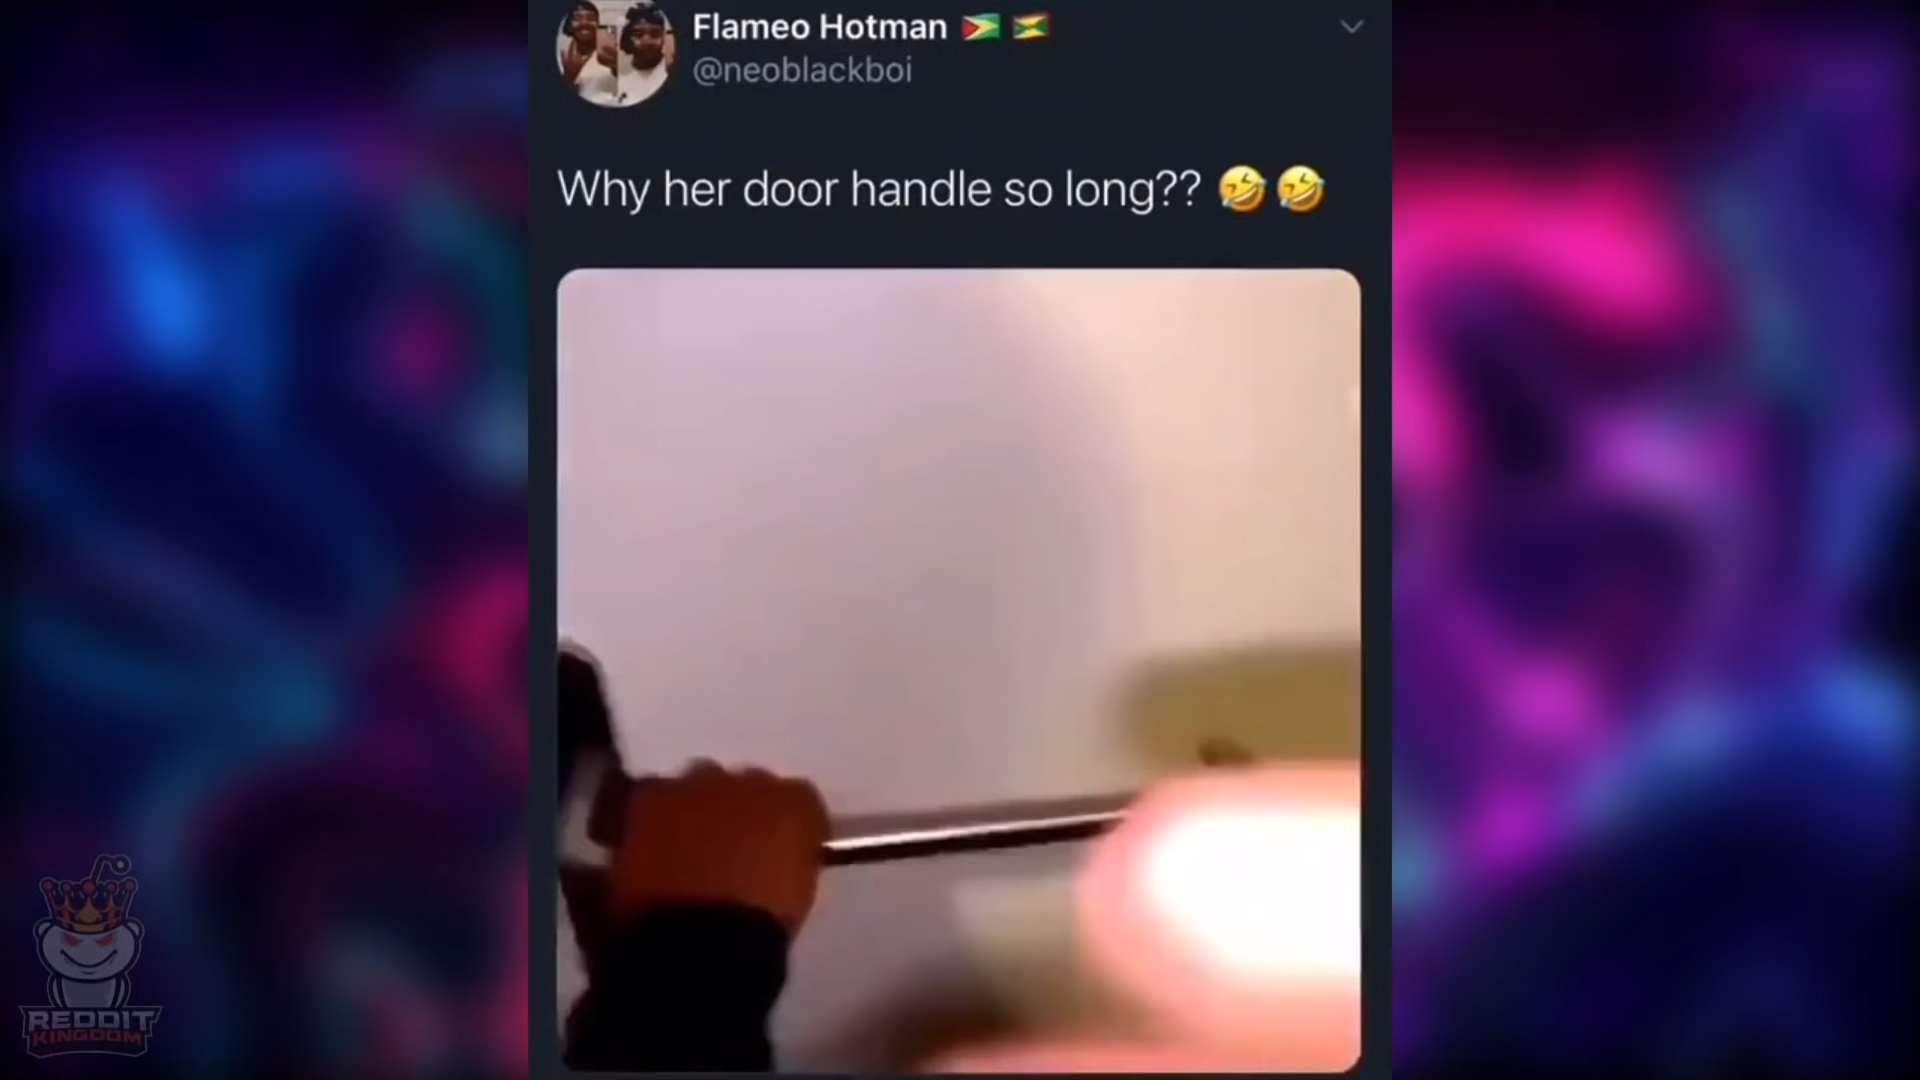 Flameo Hotman 🇬🇾 🇬🇩
@neoblackboi
Why her door handle so long?? 🤣🤣
REDDIT
KINGDOM